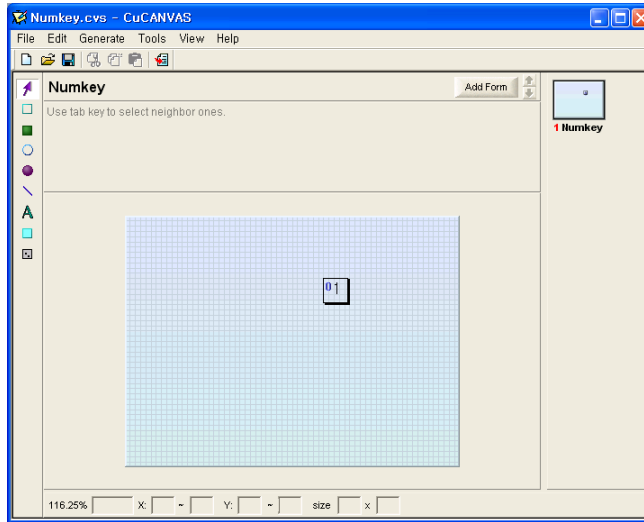 Numkey.cvs - CuCANVAS
File Edit Generate Tools View Help
Numkey
Add Form
Use tab key to select neighbor ones.
1 Numkey
0 1
116.25% X: ~ Y: ~ size x